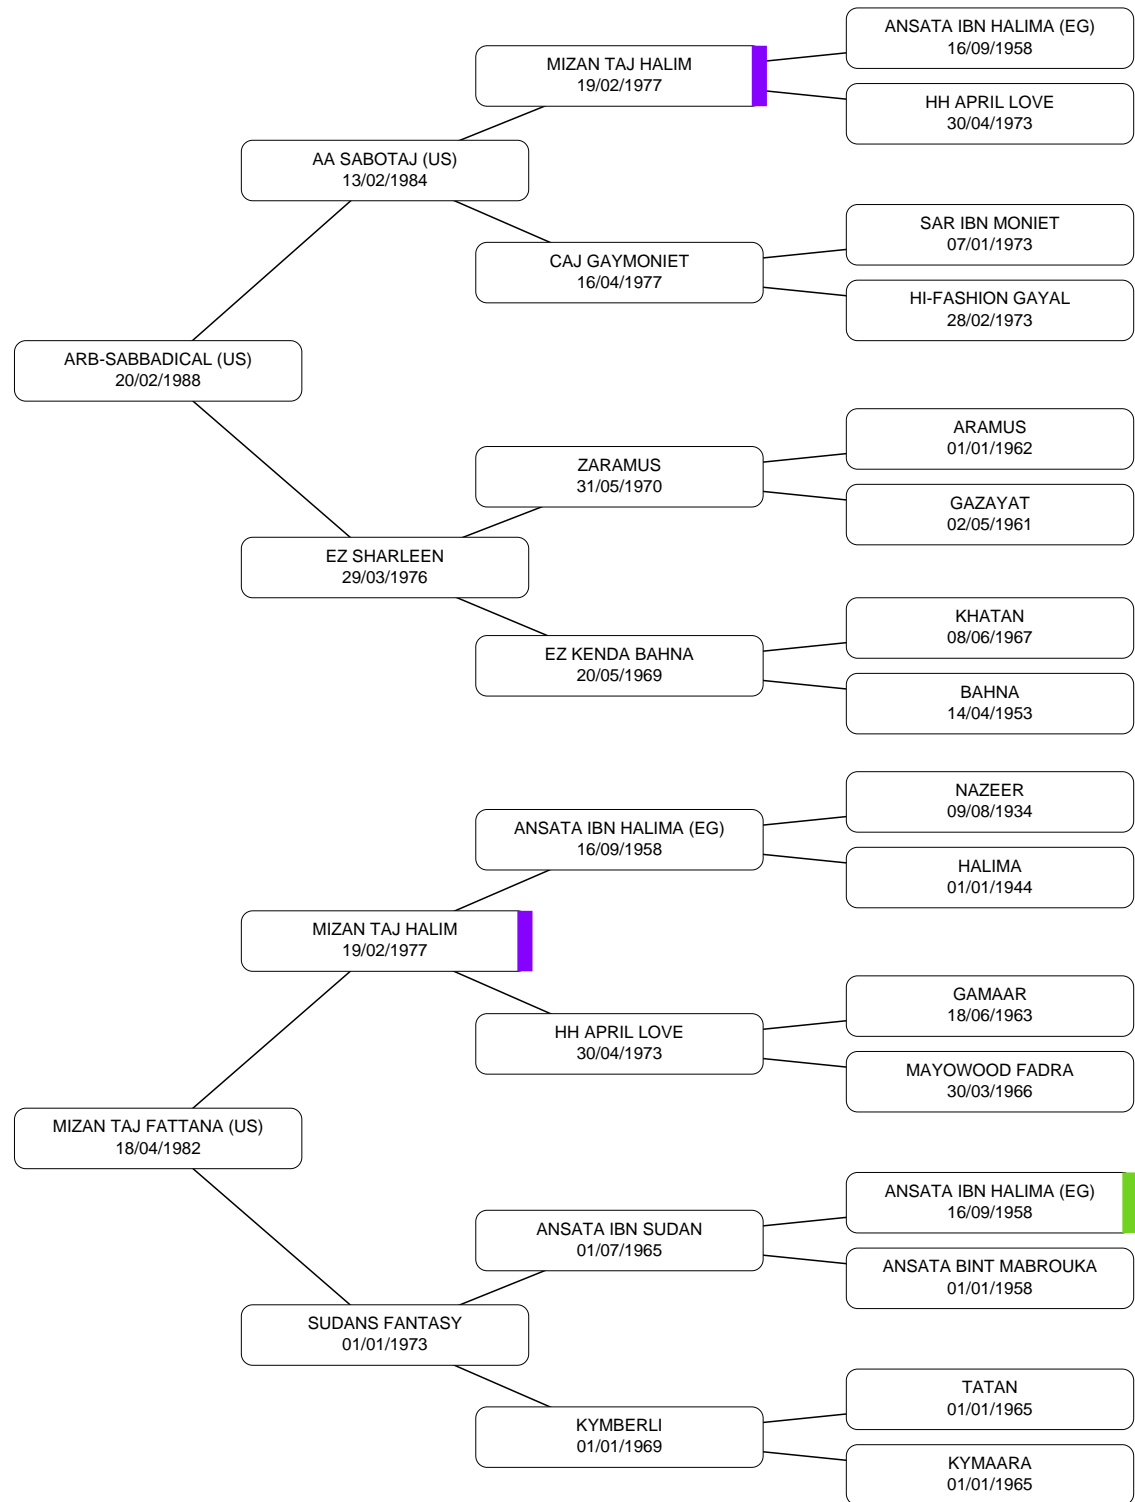 ANSATA IBN HALIMA (EG)
16/09/1958
MIZAN TAJ HALIM
19/02/1977
HH APRIL LOVE
30/04/1973
AA SABOTAJ (US)
13/02/1984
SAR IBN MONIET
07/01/1973
CAJ GAYMONIET
16/04/1977
HI-FASHION GAYAL
28/02/1973
ARB-SABBADICAL (US)
20/02/1988
ARAMUS
01/01/1962
ZARAMUS
31/05/1970
GAZAYAT
02/05/1961
EZ SHARLEEN
29/03/1976
KHATAN
08/06/1967
EZ KENDA BAHNA
20/05/1969
BAHNA
14/04/1953
NAZEER
09/08/1934
ANSATA IBN HALIMA (EG)
16/09/1958
HALIMA
01/01/1944
MIZAN TAJ HALIM
19/02/1977
GAMAAR
18/06/1963
HH APRIL LOVE
30/04/1973
MAYOWOOD FADRA
30/03/1966
MIZAN TAJ FATTANA (US)
18/04/1982
ANSATA IBN HALIMA (EG)
16/09/1958
ANSATA IBN SUDAN
01/07/1965
ANSATA BINT MABROUKA
01/01/1958
SUDANS FANTASY
01/01/1973
TATAN
01/01/1965
KYMBERLI
01/01/1969
KYMAARA
01/01/1965